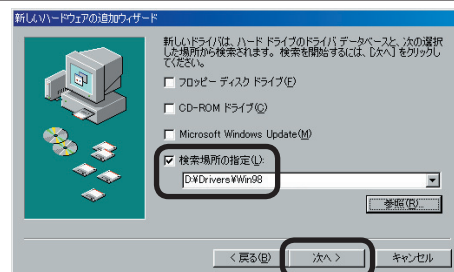 新しいハードウェアの追加ウィザード
新しいドライバは、ハード ドライブのドライバ データベースと、次の選択
した場所から検索されます。検索を開始するには、[次へ] をクリックし
てください。
フロッピー ディスク ドライブ(F)
CD-ROM ドライブ(C)
Microsoft Windows Update(M)
検索場所の指定(L):
D:¥Drivers¥Win98
参照(R)...
< 戻る(B)
次へ >
キャンセル